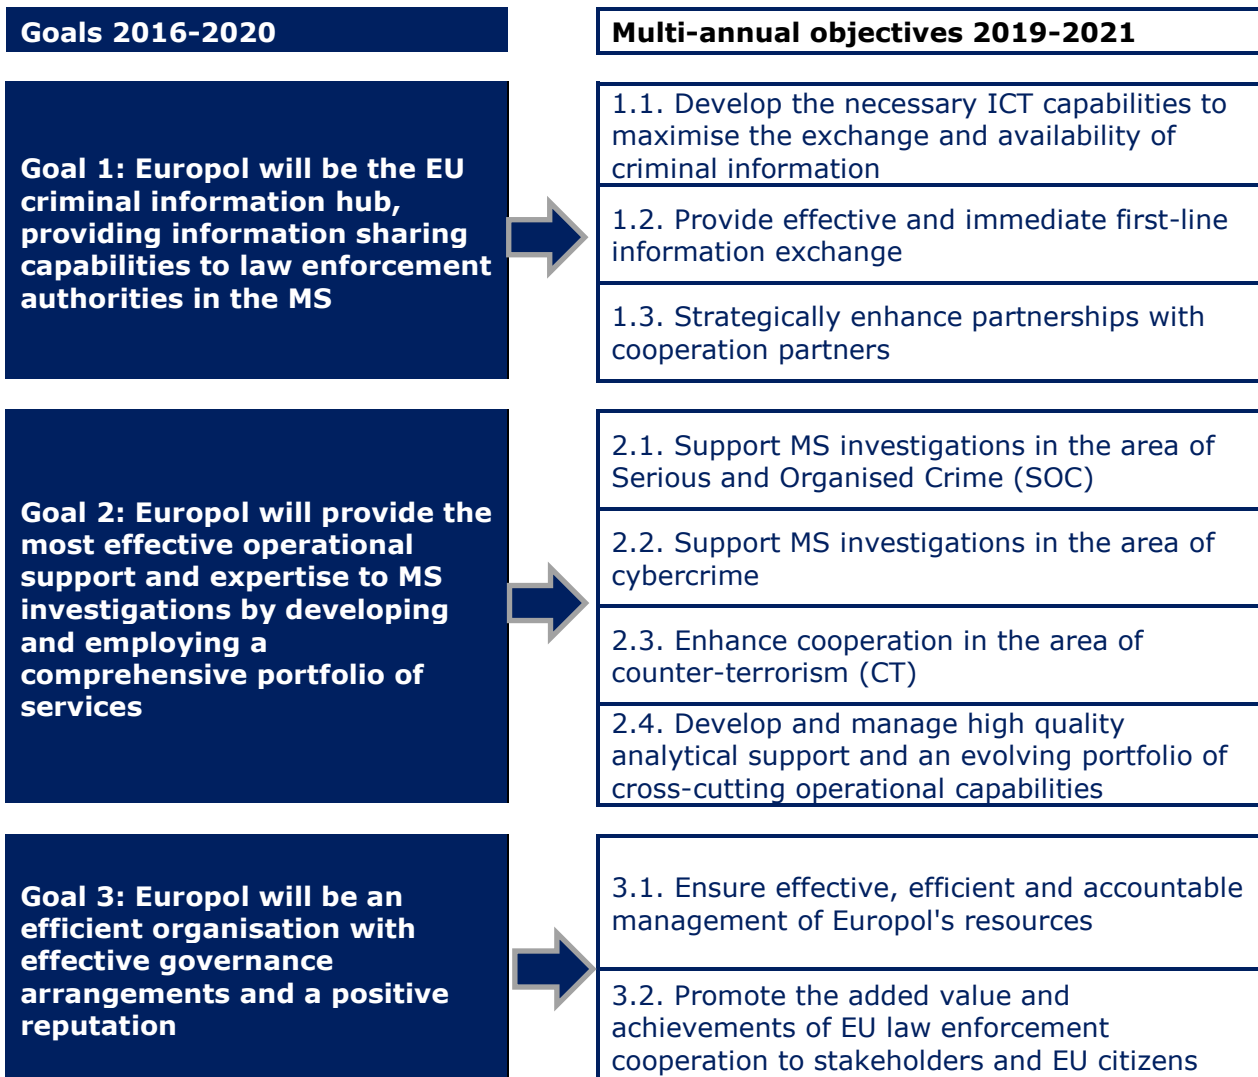 Goals 2016-2020
Multi-annual objectives 2019-2021
Goal 1: Europol will be the EU
criminal information hub,
providing information sharing
capabilities to law enforcement
authorities in the MS
1.1. Develop the necessary ICT capabilities to
maximise the exchange and availability of
criminal information
1.2. Provide effective and immediate first-line
information exchange
1.3. Strategically enhance partnerships with
cooperation partners
Goal 2: Europol will provide the
most effective operational
support and expertise to MS
investigations by developing
and employing a
comprehensive portfolio of
services
2.1. Support MS investigations in the area of
Serious and Organised Crime (SOC)
2.2. Support MS investigations in the area of
cybercrime
2.3. Enhance cooperation in the area of
counter-terrorism (CT)
2.4. Develop and manage high quality
analytical support and an evolving portfolio of
cross-cutting operational capabilities
Goal 3: Europol will be an
efficient organisation with
effective governance
arrangements and a positive
reputation
3.1. Ensure effective, efficient and accountable
management of Europol's resources
3.2. Promote the added value and
achievements of EU law enforcement
cooperation to stakeholders and EU citizens